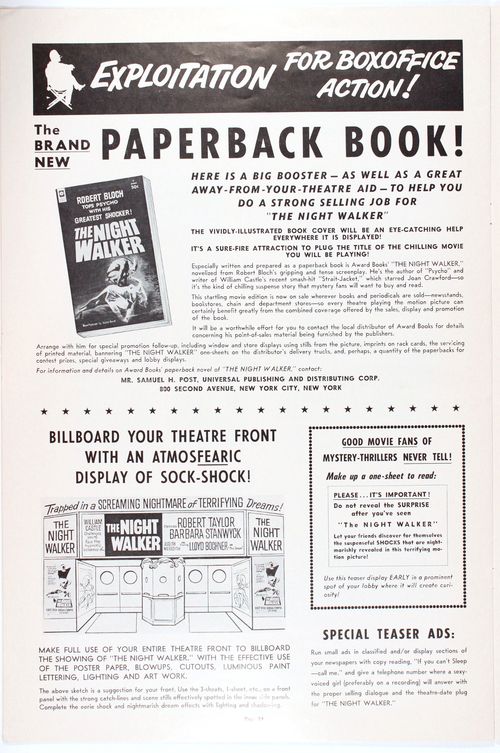 EXPLOITATION FOR BOXOFFICE
ACTION!
The
BRAND
NEW
PAPERBACK BOOK!
ROBERT BLOCH
TOPS PSYCHO
WITH HIS
GREATEST SHOCKER!
THE NIGHT
WALKER
HERE IS A BIG BOOSTER — AS WELL AS A GREAT
AWAY-FROM-YOUR-THEATRE AID — TO HELP YOU
DO A STRONG SELLING JOB FOR
"THE NIGHT WALKER"
THE VIVIDLY-ILLUSTRATED BOOK COVER WILL BE AN EYE-CATCHING HELP
EVERYWHERE IT IS DISPLAYED!
IT'S A SURE-FIRE ATTRACTION TO PLUG THE TITLE OF THE CHILLING MOVIE
YOU WILL BE PLAYING!
Especially written and prepared as a paperback book is Award Books' "THE NIGHT WALKER,"
novelized from Robert Bloch's gripping and tense screenplay. He's the author of "Psycho" and
writer of William Castle's recent smash-hit "Strait-Jacket," which starred Joan Crawford—so
it's the kind of chilling suspense story that mystery fans will want to buy and read.
This startling movie edition is now on sale wherever books and periodicals are sold—newsstands,
bookstores, chain and department stores—so every theatre playing the motion picture can
certainly benefit greatly from the combined coverage offered by the sales, display and promotion
of the book.
It will be a worthwhile effort for you to contact the local distributor of Award Books for details
concerning his point-of-sales material being furnished by the publishers.
Arrange with him for special promotion follow-up, including window and store displays using stills from the picture, imprints on rack cards, the servicing
of printed material, bannering "THE NIGHT WALKER" one-sheets on the distributor's delivery trucks, and, perhaps, a quantity of the paperbacks for
contest prizes, special giveaways and lobby displays.
For information and details on Award Books' paperback novel of "THE NIGHT WALKER," contact:
MR. SAMUEL H. POST, UNIVERSAL PUBLISHING AND DISTRIBUTING CORP.
800 SECOND AVENUE, NEW YORK CITY, NEW YORK
BILLBOARD YOUR THEATRE FRONT
WITH AN ATMOSFEARIC
DISPLAY OF SOCK-SHOCK!
Trapped in a SCREAMING NIGHTMARE of TERRIFYING Dreams!
THE
NIGHT
WALKER
WILLIAM
CASTLE
THE NIGHT
WALKER
ROBERT TAYLOR
BARBARA STANWYCK
LLOYD BOCHNER
THE
NIGHT
WALKER
MAKE FULL USE OF YOUR ENTIRE THEATRE FRONT TO BILLBOARD
THE SHOWING OF "THE NIGHT WALKER," WITH THE EFFECTIVE USE
OF THE POSTER PAPER, BLOWUPS, CUTOUTS, LUMINOUS PAINT
LETTERING, LIGHTING AND ART WORK.
The above sketch is a suggestion for your front. Use the 3-sheets, 1-sheet, etc., on a front
panel with the strong catch-lines and scene stills effectively spotted in the inner side panels.
Complete the eerie shock and nightmarish dream effects with lighting and shadowing.
GOOD MOVIE FANS OF
MYSTERY-THRILLERS NEVER TELL!
Make up a one-sheet to read:
PLEASE...IT'S IMPORTANT!
Do not reveal the SURPRISE
after you've seen
"The NIGHT WALKER"
Let your friends discover for themselves
the suspenseful SHOCKS that are night-
marishly revealed in this terrifying mo-
tion picture!
Use this teaser display EARLY in a prominent
spot of your lobby where it will create curi-
osity!
SPECIAL TEASER ADS:
Run small ads in classified and/or display sections of
your newspapers with copy reading, "If you can't Sleep
—call me," and give a telephone number where a sexy-
voiced girl (preferably on a recording) will answer with
the proper selling dialogue and the theatre-date plug
for "THE NIGHT WALKER."